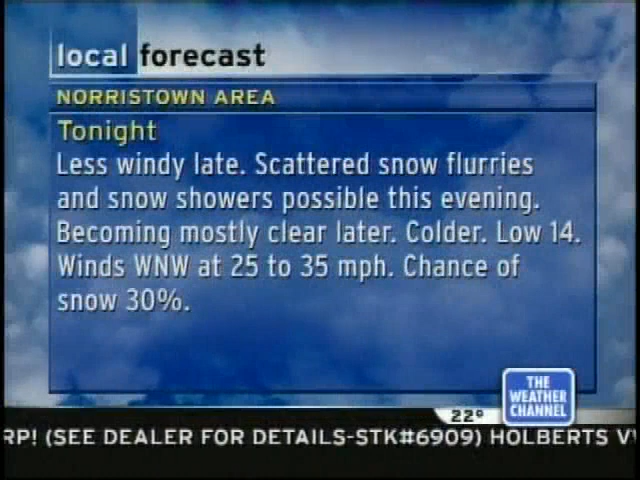 local forecast
NORRISTOWN AREA
Tonight
Less windy late. Scattered snow flurries
and snow showers possible this evening.
Becoming mostly clear later. Colder. Low 14.
Winds WNW at 25 to 35 mph. Chance of
snow 30%.
THE
WEATHER
CHANNEL
22°
RP! (SEE DEALER FOR DETAILS-STK#6909) HOLBERTS